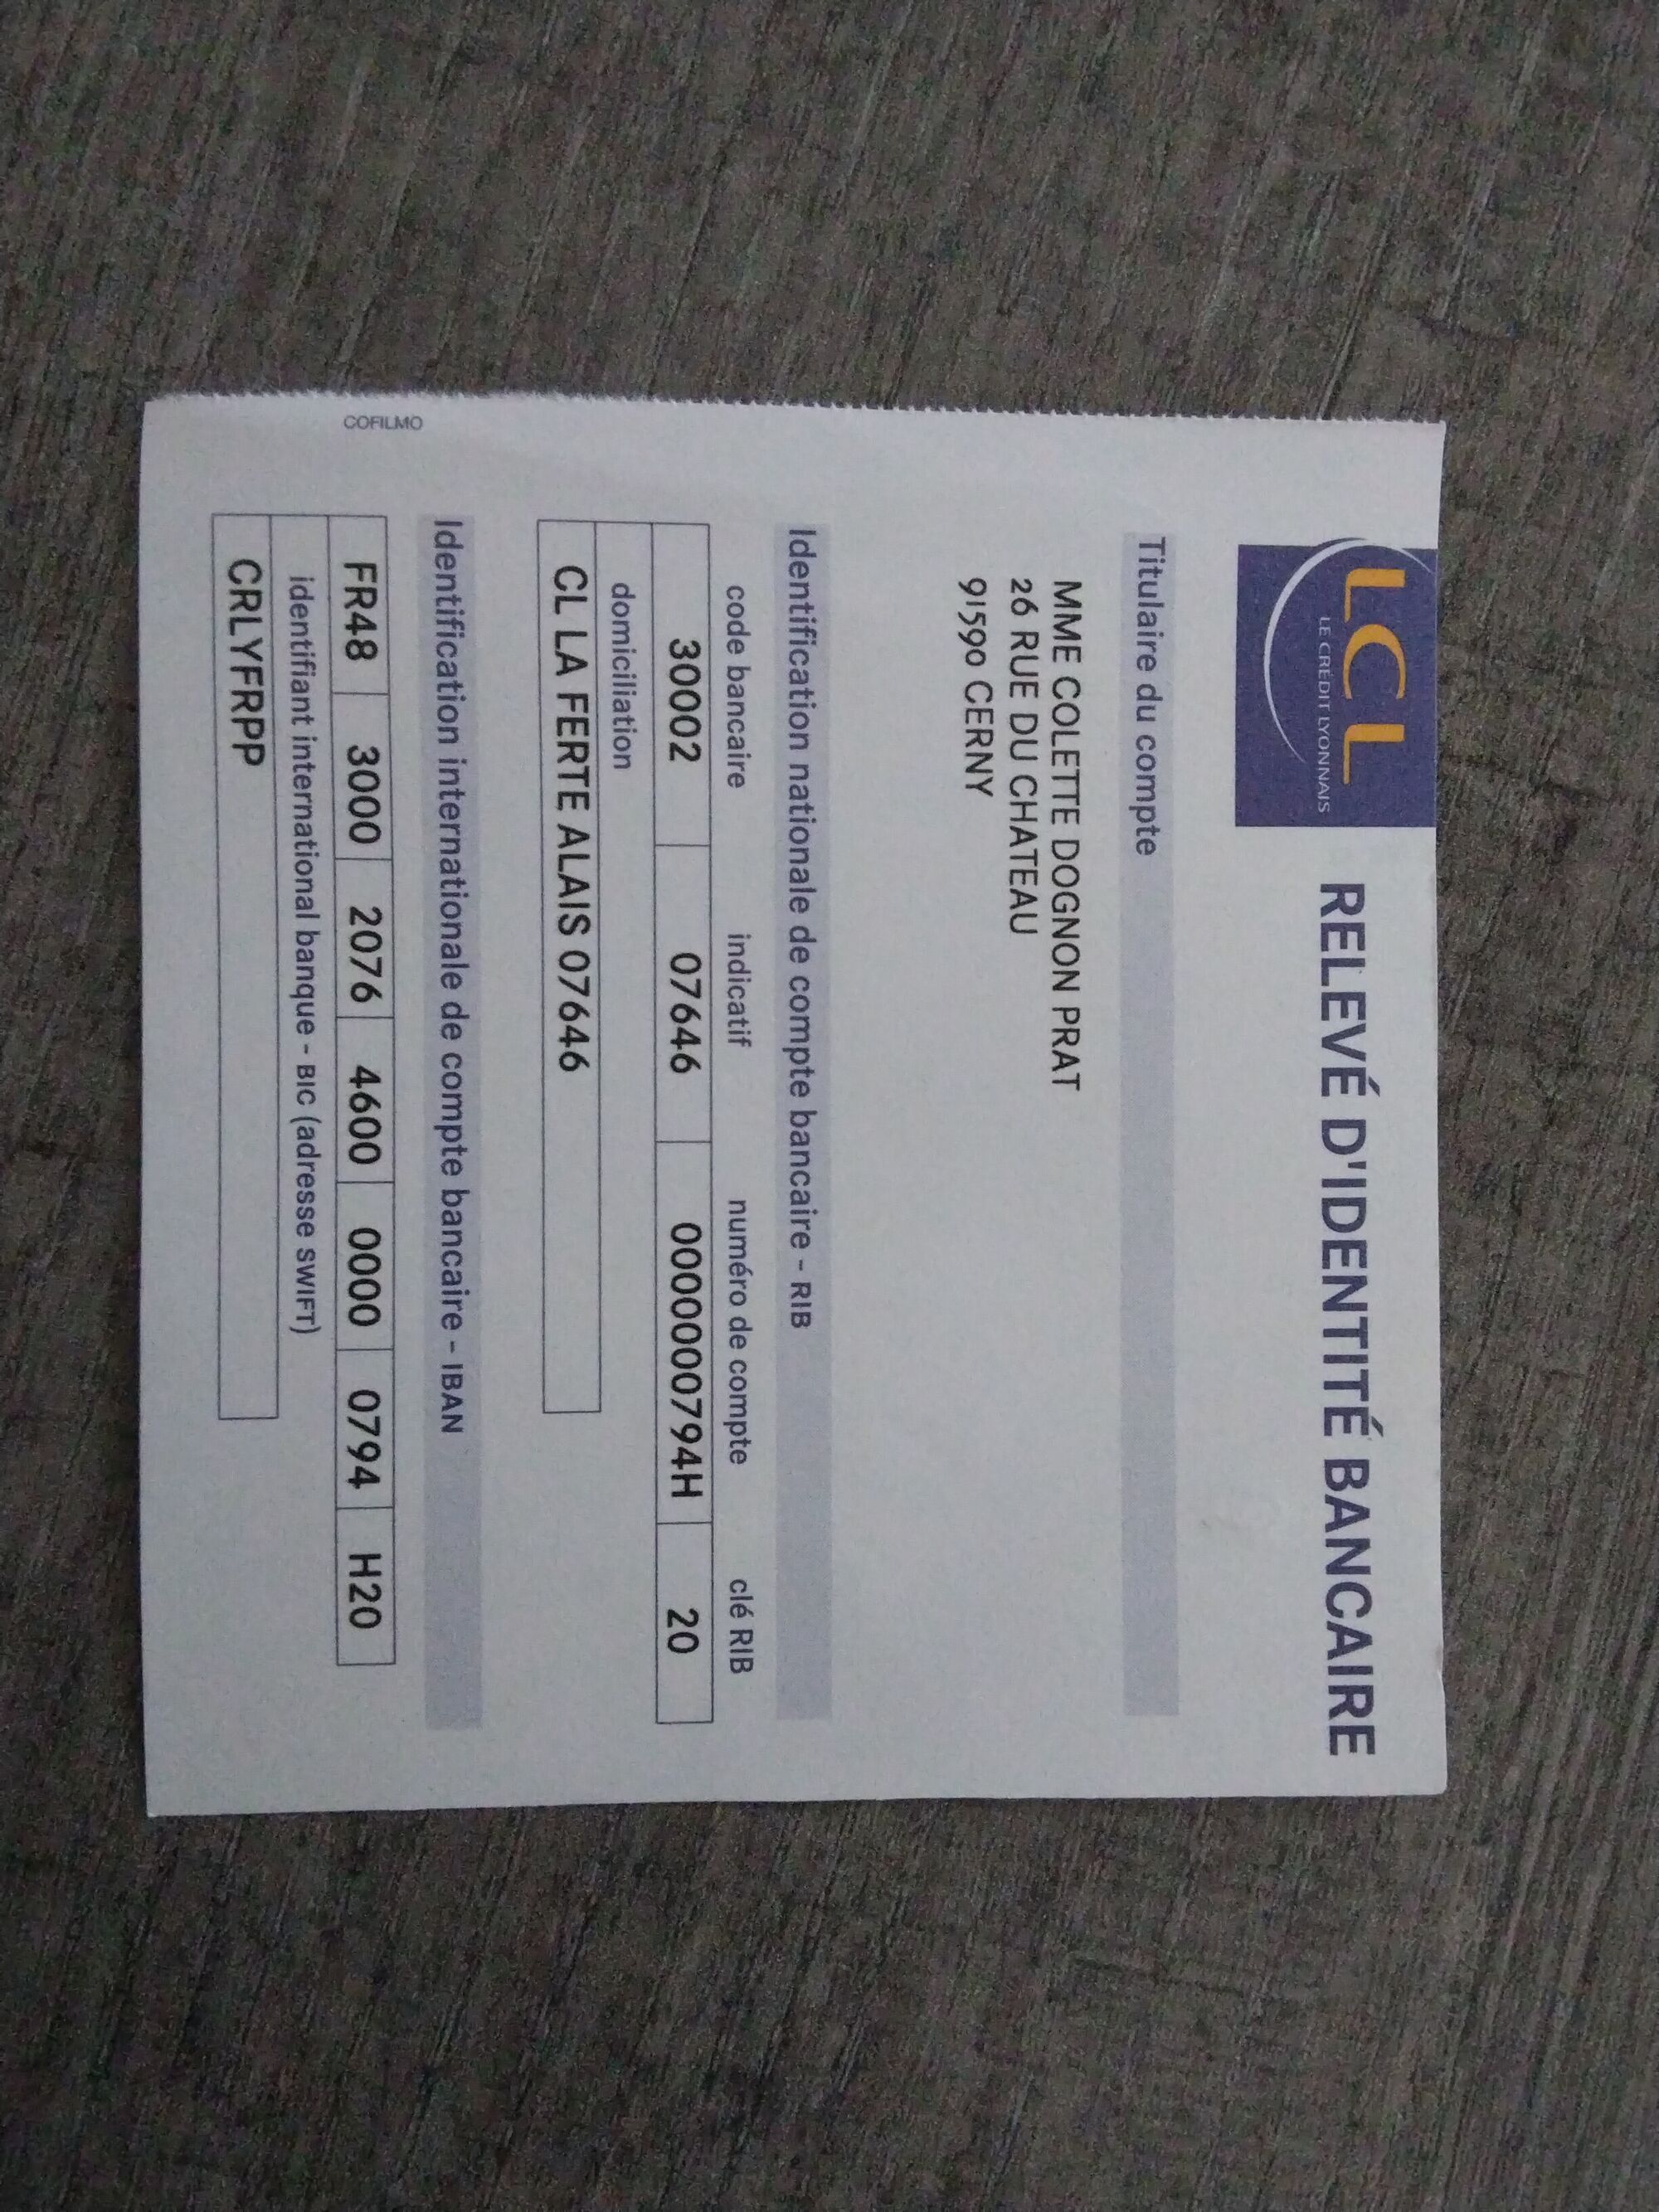 LCL
LE CRÉDIT LYONNAIS
RELEVÉ D'IDENTITÉ BANCAIRE
Titulaire du compte
MME COLETTE DOGNON PRAT
26 RUE DU CHATEAU
91590 CERNY
Identification nationale de compte bancaire - RIB
code bancaire indicatif numéro de compte clé RIB
30002 07646 0000000794H 20
domiciliation
CL LA FERTE ALAIS 07646
Identification internationale de compte bancaire - IBAN
FR48 3000 2076 4600 0000 0794 H20
identifiant international banque - BIC (adresse SWIFT)
CRLYFRPP
COFILMO